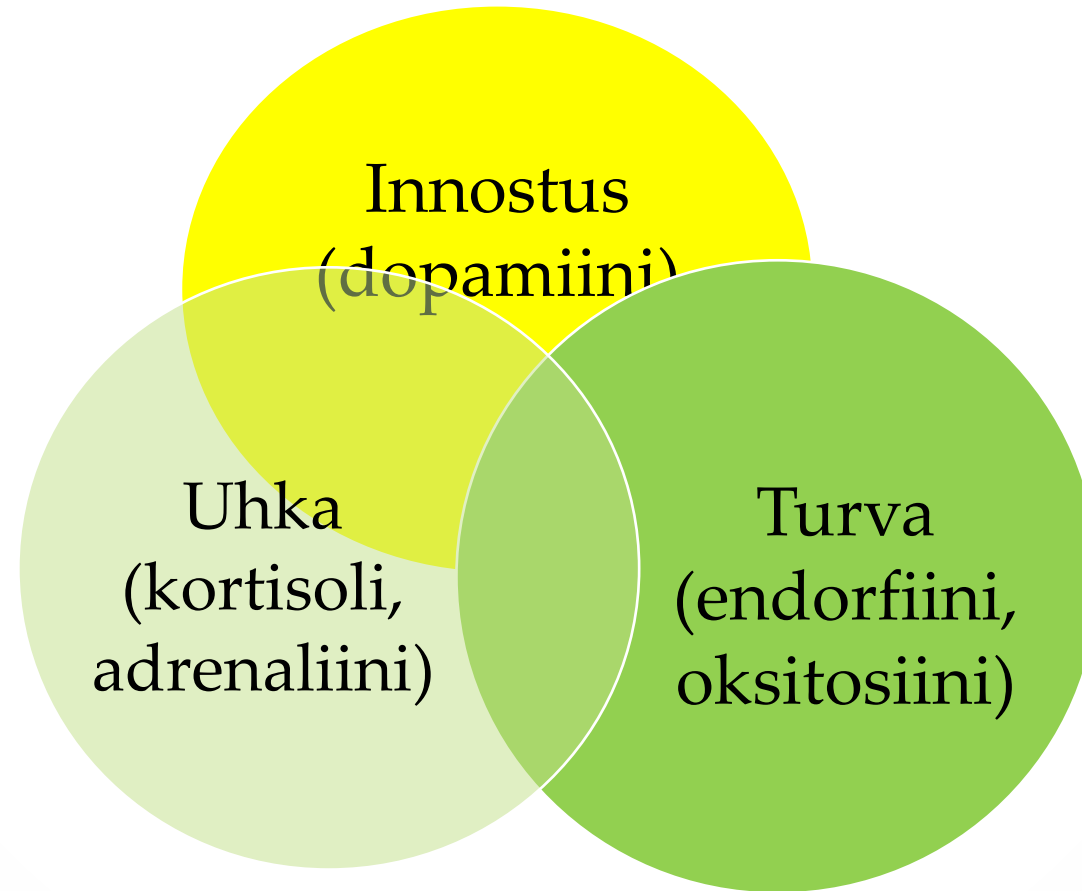 Innostus
(dopamiini)
Uhka
(kortisoli,
adrenaliini)
Turva
(endorfiini,
oksitosiini)